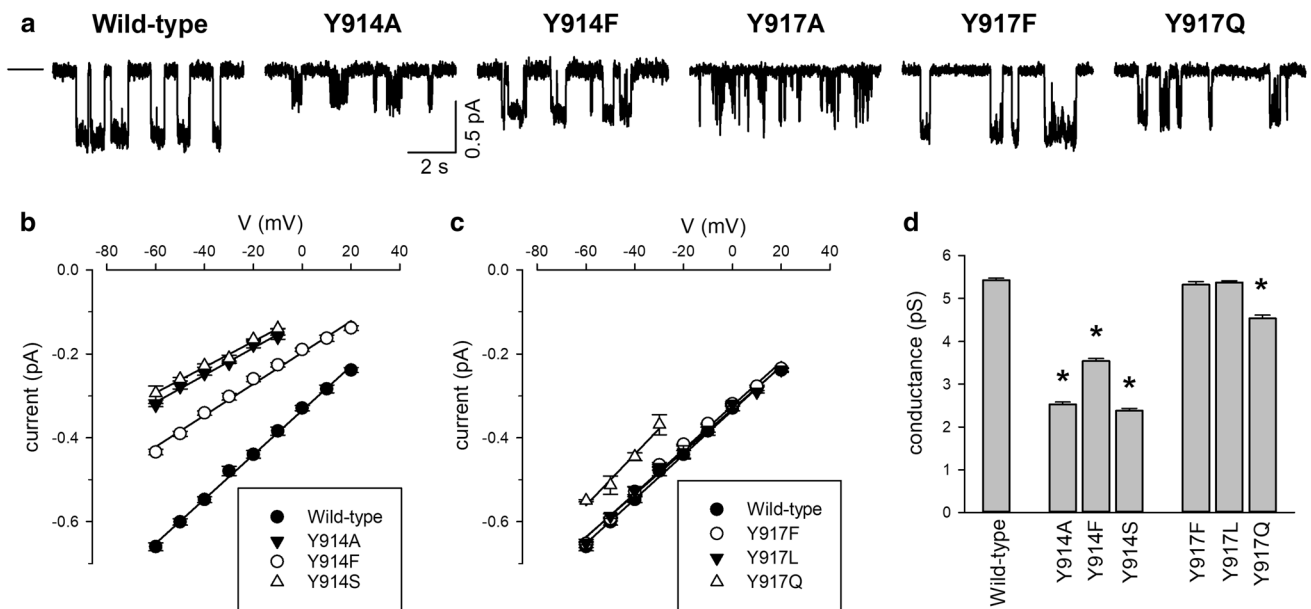 a
Wild-type Y914A Y914F Y917A Y917F Y917Q
0.5 pA
2 s
b
V (mV)
-80 -60 -40 -20 0 20 40
0.0
-0.2
-0.4
-0.6
current (pA)
Wild-type
Y914A
Y914F
Y914S
c
V (mV)
-80 -60 -40 -20 0 20 40
0.0
-0.2
-0.4
-0.6
current (pA)
Wild-type
Y917F
Y917L
Y917Q
d
6
5
4
3
2
1
0
conductance (pS)
* * * *
Wild-type
Y914A
Y914F
Y914S
Y917F
Y917L
Y917Q